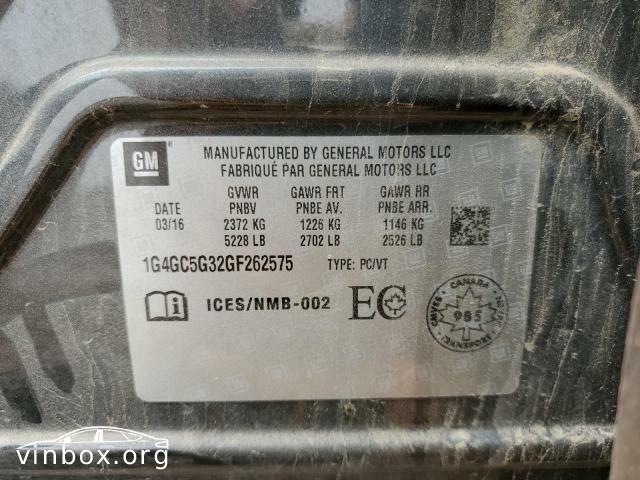 GM
MANUFACTURED BY GENERAL MOTORS LLC
FABRIQUÉ PAR GENERAL MOTORS LLC
GVWR GAWR FRT GAWR RR
DATE PNBV PNBE AV. PNBE ARR.
03/16 2372 KG 1226 KG 1146 KG
5228 LB 2702 LB 2526 LB
1G4GC5G32GF262575 TYPE: PC/VT
ICES/NMB-002 EC
CANADA
985
CMVSS
vinbox.org